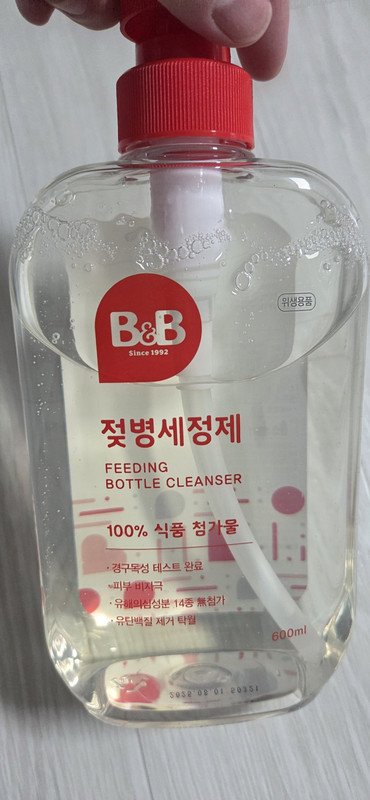 B&B
Since 1992
위생용품
젖병세정제
FEEDING
BOTTLE CLEANSER
100% 식품 첨가물
· 경구독성 테스트 완료
· 피부 비자극
· 유해의심성분 14종 無첨가
· 유단백질 제거 탁월
600ml